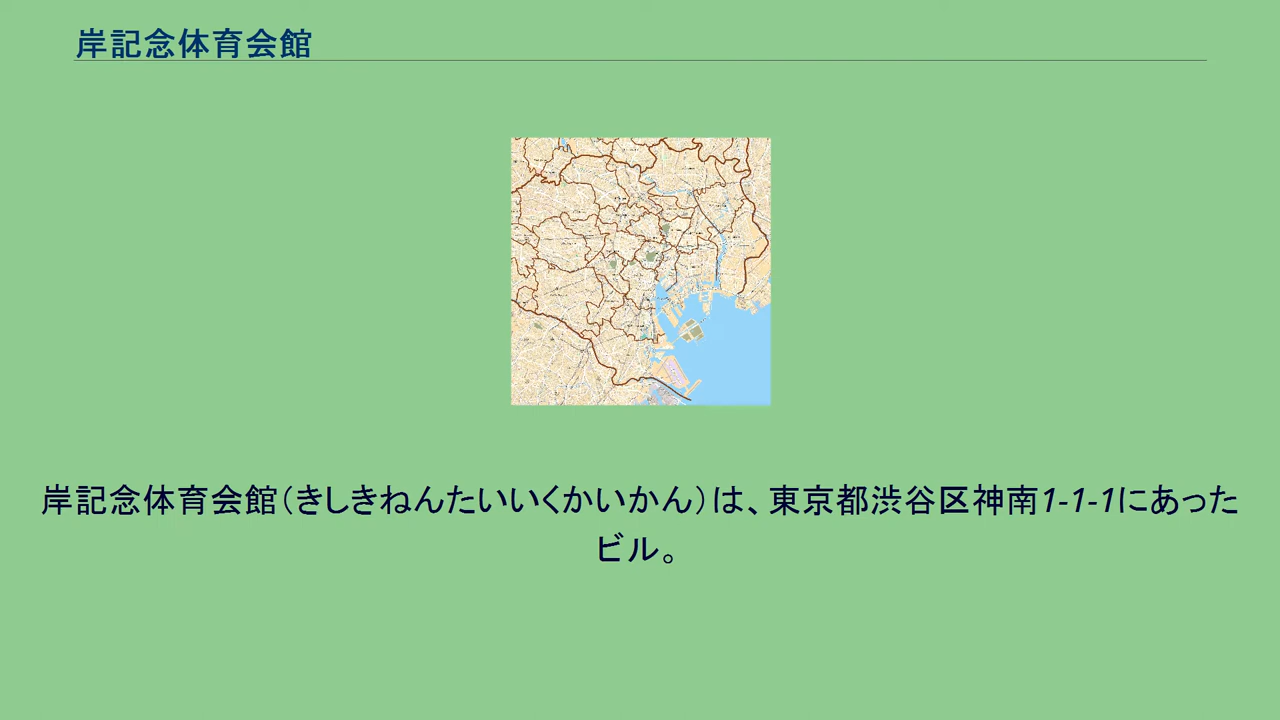 岸記念体育会館
岸記念体育会館（きしきねんたいいくかいかん）は、東京都渋谷区神南1-1-1にあった
ビル。